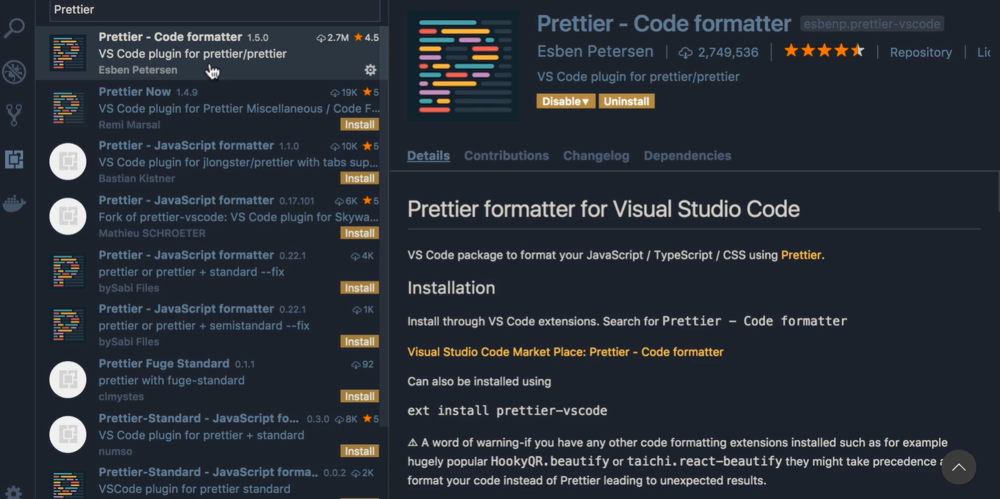 Prettier
Prettier - Code formatter 1.5.0 2.7M 4.5
VS Code plugin for prettier/prettier
Esben Petersen
Prettier Now 1.4.9 19K 5
VS Code plugin for Prettier Miscellaneous / Code F...
Remi Marsal Install
Prettier - JavaScript formatter 1.1.0 10K 5
VS Code plugin for jlongster/prettier with tabs sup...
Bastian Kistner Install
Prettier - JavaScript formatter 0.17.101 6K 5
Fork of prettier-vscode: VS Code plugin for Skywa...
Mathieu SCHROETER Install
Prettier - JavaScript formatter 0.22.1 4K
prettier or prettier + standard --fix
bySabi Files Install
Prettier - JavaScript formatter 0.22.1 1K
prettier or prettier + semistandard --fix
bySabi Files Install
Prettier Fuge Standard 0.1.1 92
prettier with fuge-standard
clmystes Install
Prettier-Standard - JavaScript fo... 0.3.0 8K 5
VS Code plugin for prettier + standard
numso Install
Prettier-Standard - JavaScript forma.. 0.0.2 2K
VSCode plugin for prettier standard
Prettier - Code formatter esbenp.prettier-vscode
Esben Petersen | 2,749,536 | | Repository | Lic
VS Code plugin for prettier/prettier
Disable▼ Uninstall
Details Contributions Changelog Dependencies
Prettier formatter for Visual Studio Code
VS Code package to format your JavaScript / TypeScript / CSS using Prettier.
Installation
Install through VS Code extensions. Search for Prettier - Code formatter
Visual Studio Code Market Place: Prettier - Code formatter
Can also be installed using
ext install prettier-vscode
⚠ A word of warning-if you have any other code formatting extensions installed such as for example
hugely popular HookyQR.beautify or taichi.react-beautify they might take precedence a
format your code instead of Prettier leading to unexpected results.